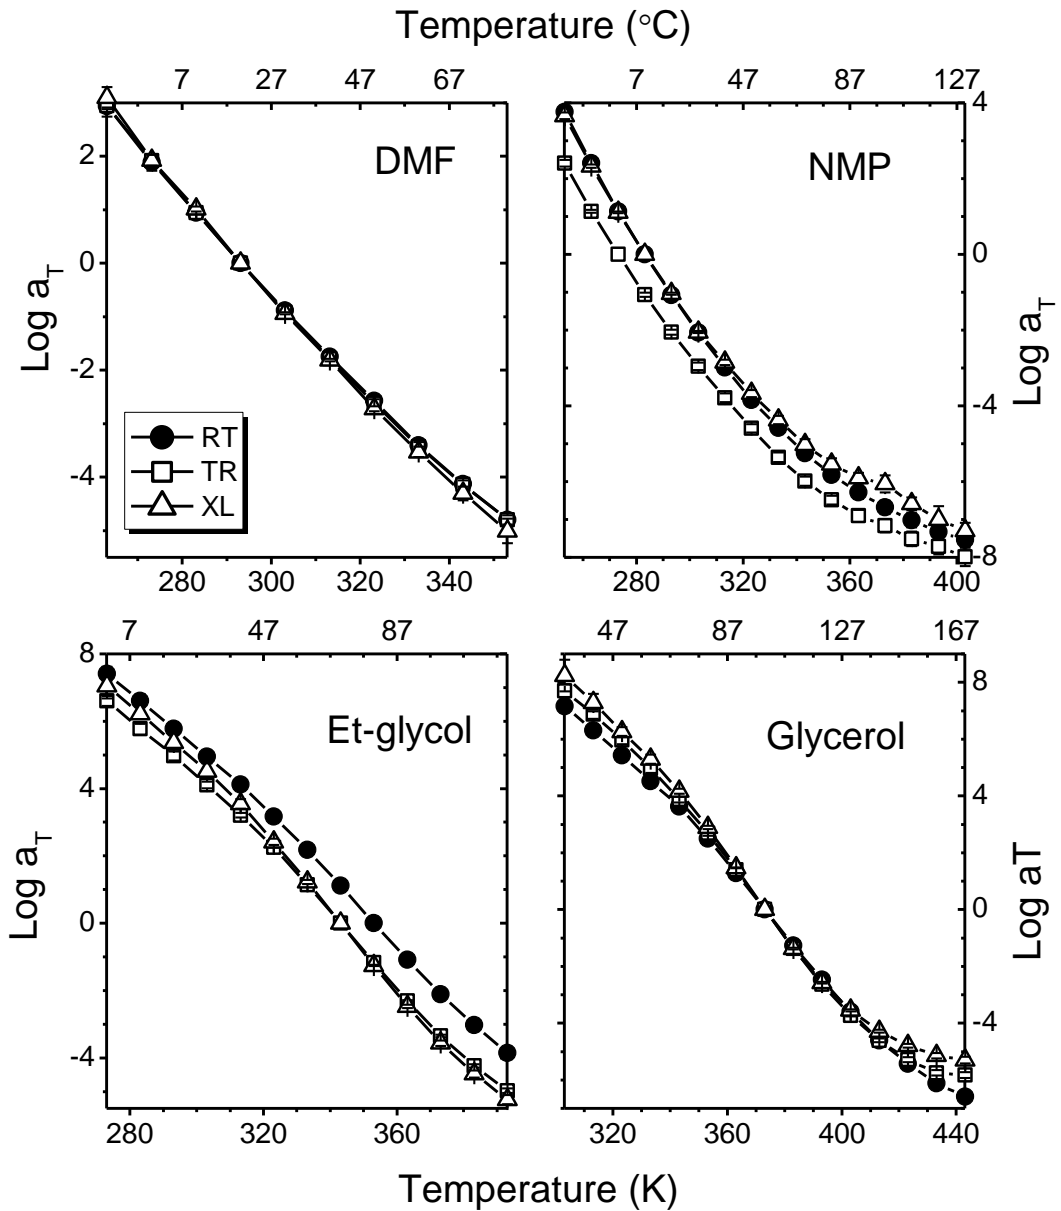 Temperature (°C)
7 27 47 67
7 47 87 127
2
0
-2
-4
Log a_T
DMF
RT
TR
XL
280 300 320 340
NMP
4
0
-4
-8
Log a_T
280 320 360 400
7 47 87
47 87 127 167
8
4
0
-4
Log a_T
Et-glycol
280 320 360
Glycerol
8
4
0
-4
Log aT
320 360 400 440
Temperature (K)